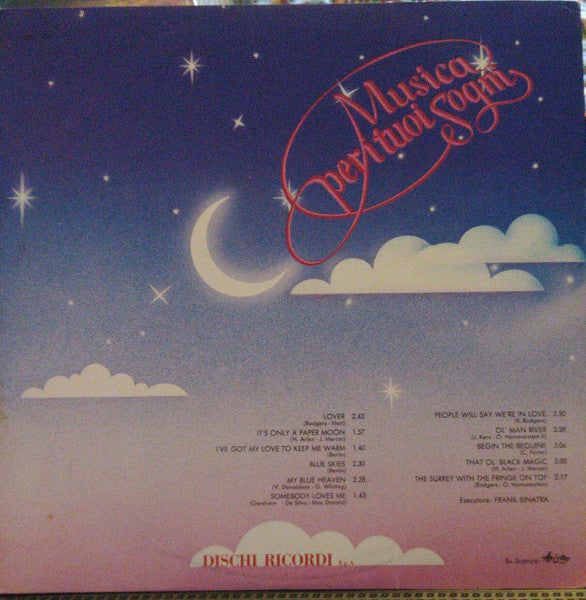 Musica
per i tuoi Sogni
LOVER 2.43
(Rodgers - Hart)
IT'S ONLY A PAPER MOON 1.57
(H. Arlen - J. Mercer)
I'VE GOT MY LOVE TO KEEP ME WARM 1.40
(Berlin)
BLUE SKIES 2.30
(Berlin)
MY BLUE HEAVEN 2.28
(V. Donaldson - G. Whiting)
SOMEBODY LOVES ME 1.43
(Gershwin - De Silva - Mac Donald)
PEOPLE WILL SAY WE'RE IN LOVE 2.50
(R. Rodgers)
OL' MAN RIVER 3.28
(J. Kern - O. Hammerstein II)
BEGIN THE BEGUINE 3.06
(C. Porter)
THAT OL' BLACK MAGIC 2.00
(H. Arlen - J. Mercer)
THE SURREY WITH THE FRINGE ON TOP 2.17
(Rodgers - O. Hammerstein)
Esecutore: FRANK SINATRA
DISCHI RICORDI S.p.A.
Su licenza: Ariston